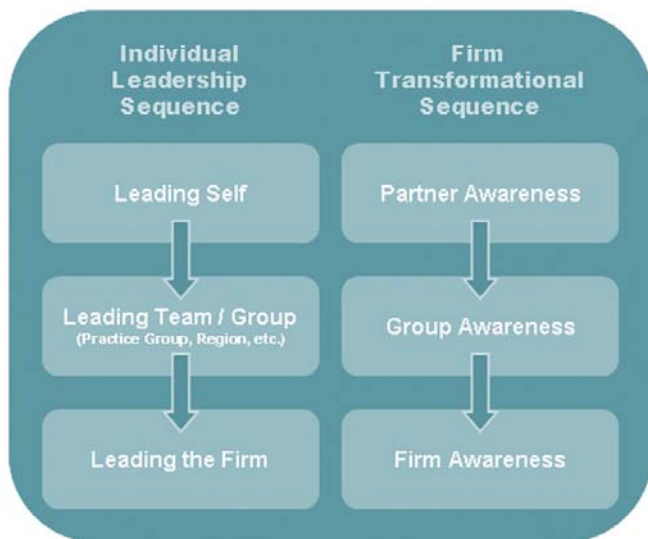 Individual
Leadership
Sequence
Leading Self
Leading Team / Group
(Practice Group, Region, etc.)
Leading the Firm
Firm
Transformational
Sequence
Partner Awareness
Group Awareness
Firm Awareness